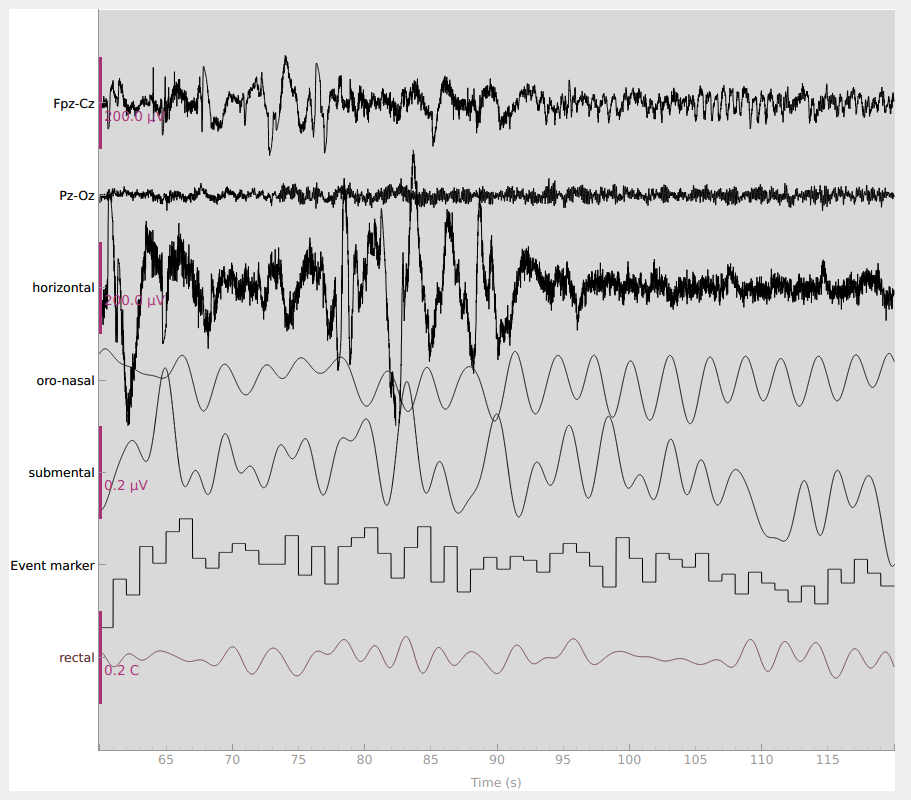 Fpz-Cz
200.0 µV
Pz-Oz
horizontal
200.0 µV
oro-nasal
submental
0.2 µV
Event marker
rectal
0.2 C
65 70 75 80 85 90 95 100 105 110 115
Time (s)